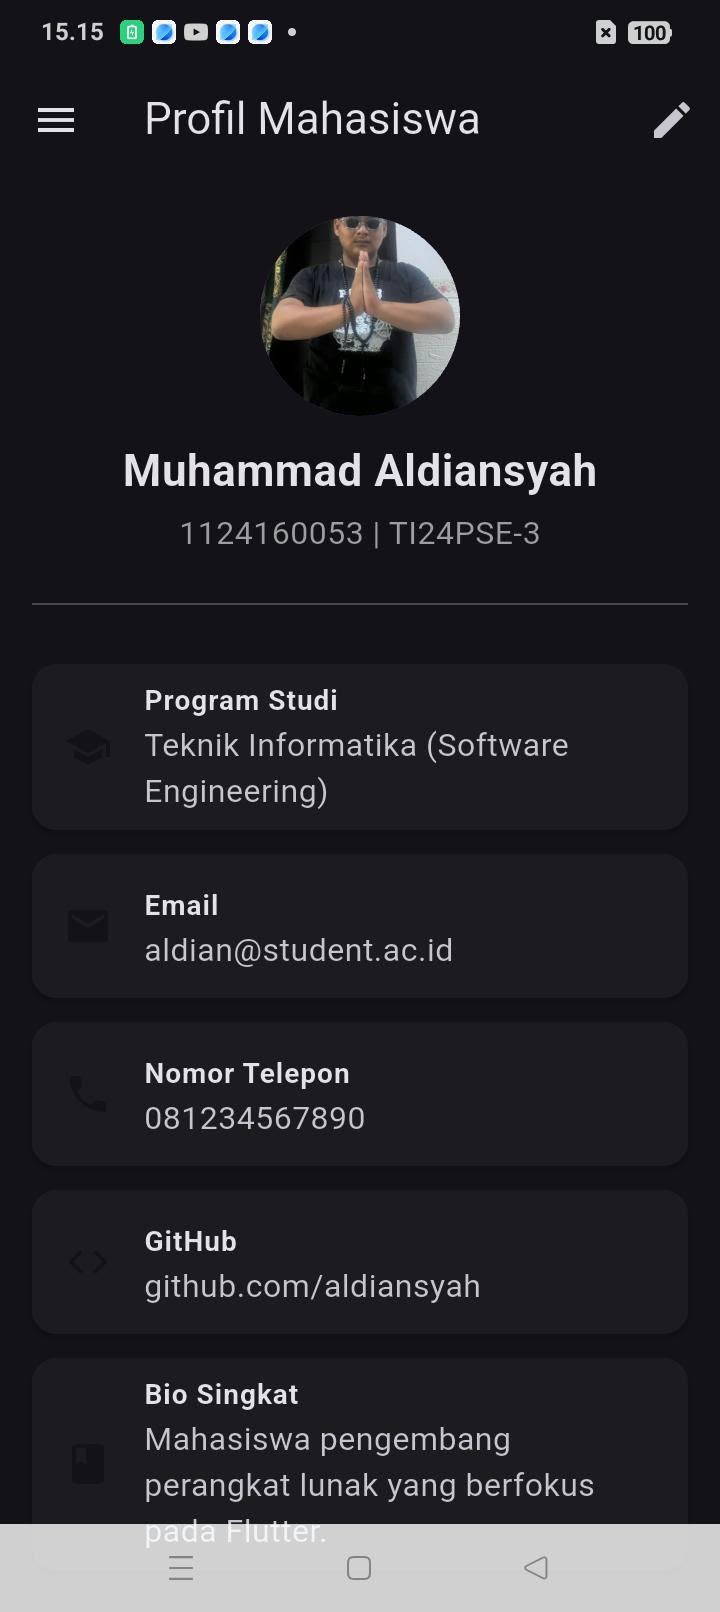 15.15
100
Profil Mahasiswa
Muhammad Aldiansyah
1124160053 | TI24PSE-3
Program Studi
Teknik Informatika (Software
Engineering)
Email
aldian@student.ac.id
Nomor Telepon
081234567890
GitHub
github.com/aldiansyah
Bio Singkat
Mahasiswa pengembang
perangkat lunak yang berfokus
pada Flutter.